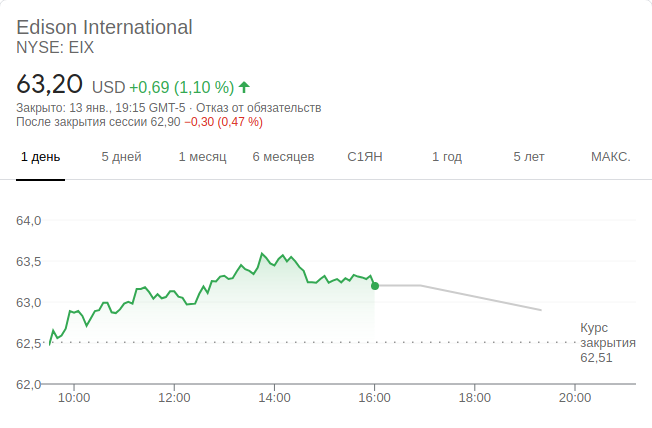 Edison International
NYSE: EIX
63,20 USD +0,69 (1,10 %)
Закрыто: 13 янв., 19:15 GMT-5 · Отказ от обязательств
После закрытия сессии 62,90 −0,30 (0,47 %)
1 день 5 дней 1 месяц 6 месяцев С1ЯН 1 год 5 лет МАКС.
64,0
63,5
63,0
62,5
62,0
Курс
закрытия
62,51
10:00 12:00 14:00 16:00 18:00 20:00